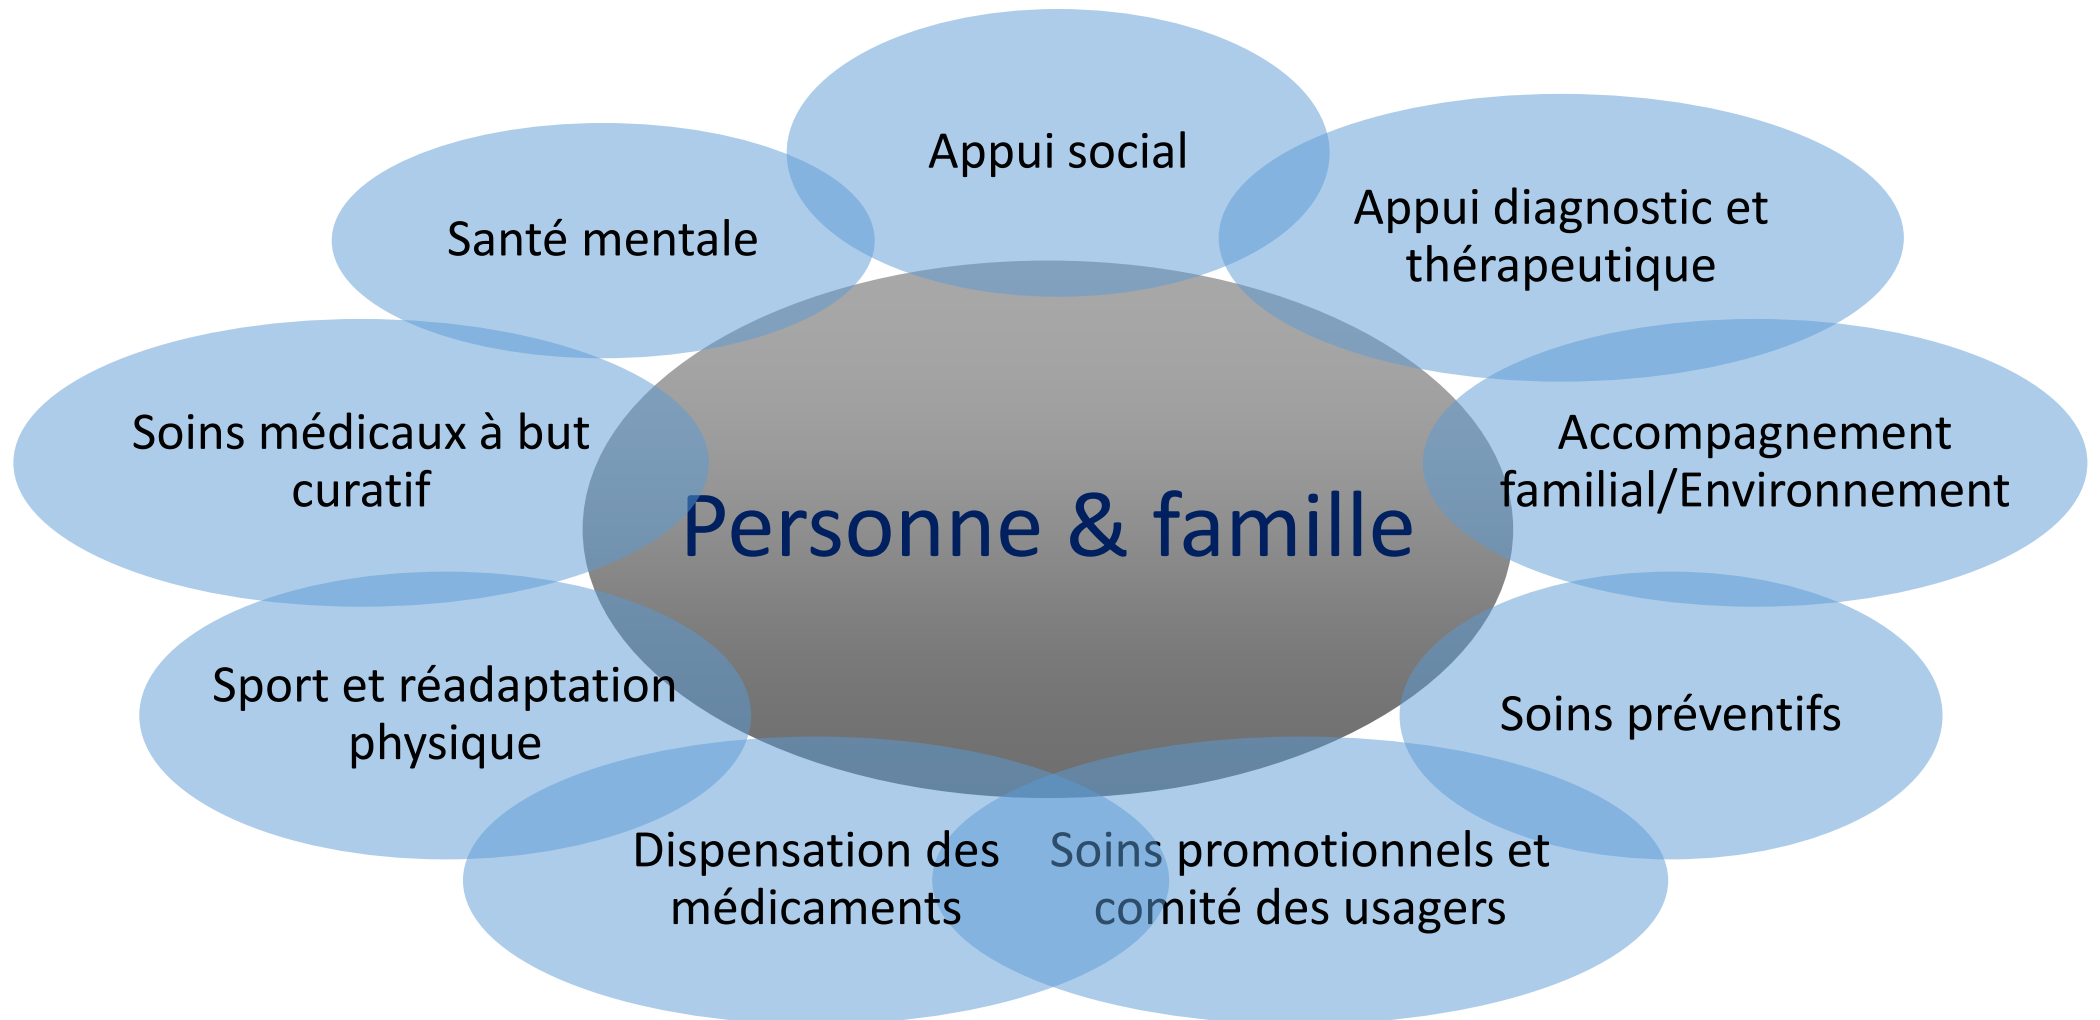 Appui social
Appui diagnostic et
thérapeutique
Accompagnement
familial/Environnement
Soins préventifs
Soins promotionnels et
comité des usagers
Dispensation des
médicaments
Sport et réadaptation
physique
Soins médicaux à but
curatif
Santé mentale
Personne & famille